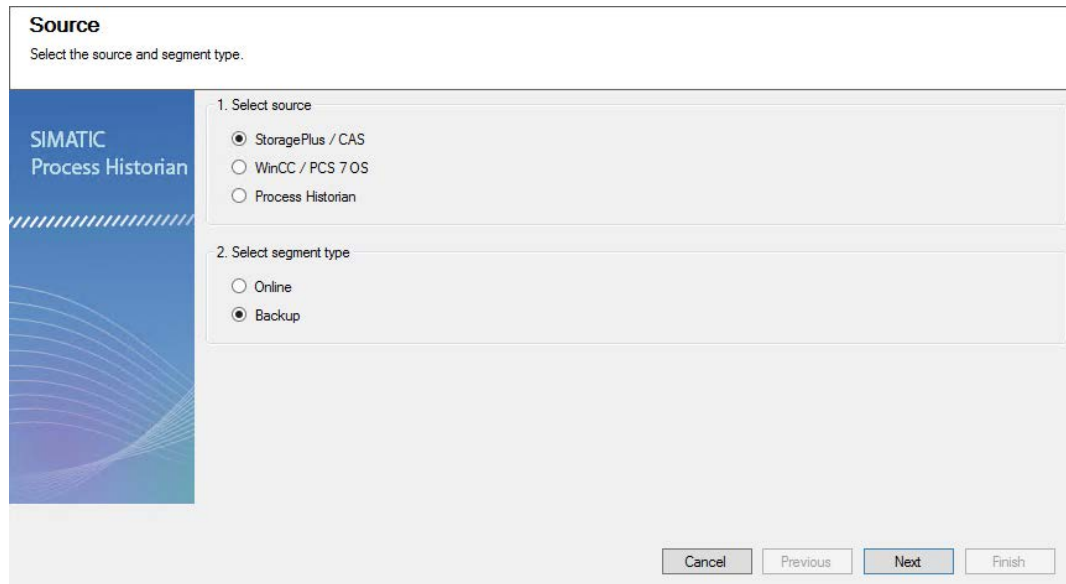 Source
Select the source and segment type.
SIMATIC
Process Historian
1. Select source
StoragePlus / CAS
WinCC / PCS 7 OS
Process Historian
2. Select segment type
Online
Backup
Cancel
Previous
Next
Finish